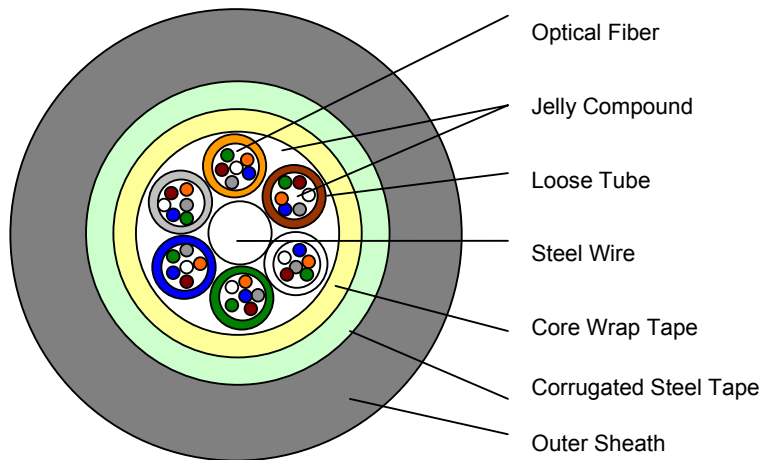 Optical Fiber
Jelly Compound
Loose Tube
Steel Wire
Core Wrap Tape
Corrugated Steel Tape
Outer Sheath